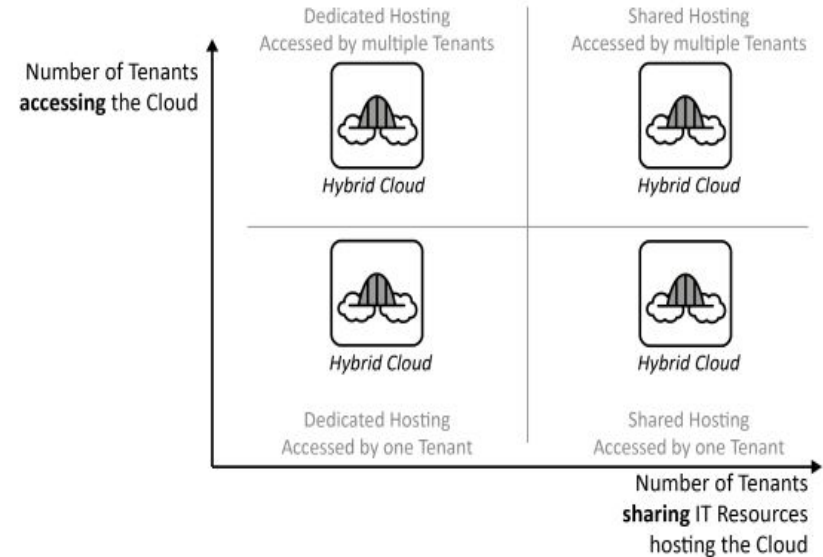 Dedicated Hosting
Accessed by multiple Tenants
Shared Hosting
Accessed by multiple Tenants
Number of Tenants
accessing the Cloud
Hybrid Cloud
Hybrid Cloud
Hybrid Cloud
Hybrid Cloud
Dedicated Hosting
Accessed by one Tenant
Shared Hosting
Accessed by one Tenant
Number of Tenants
sharing IT Resources
hosting the Cloud